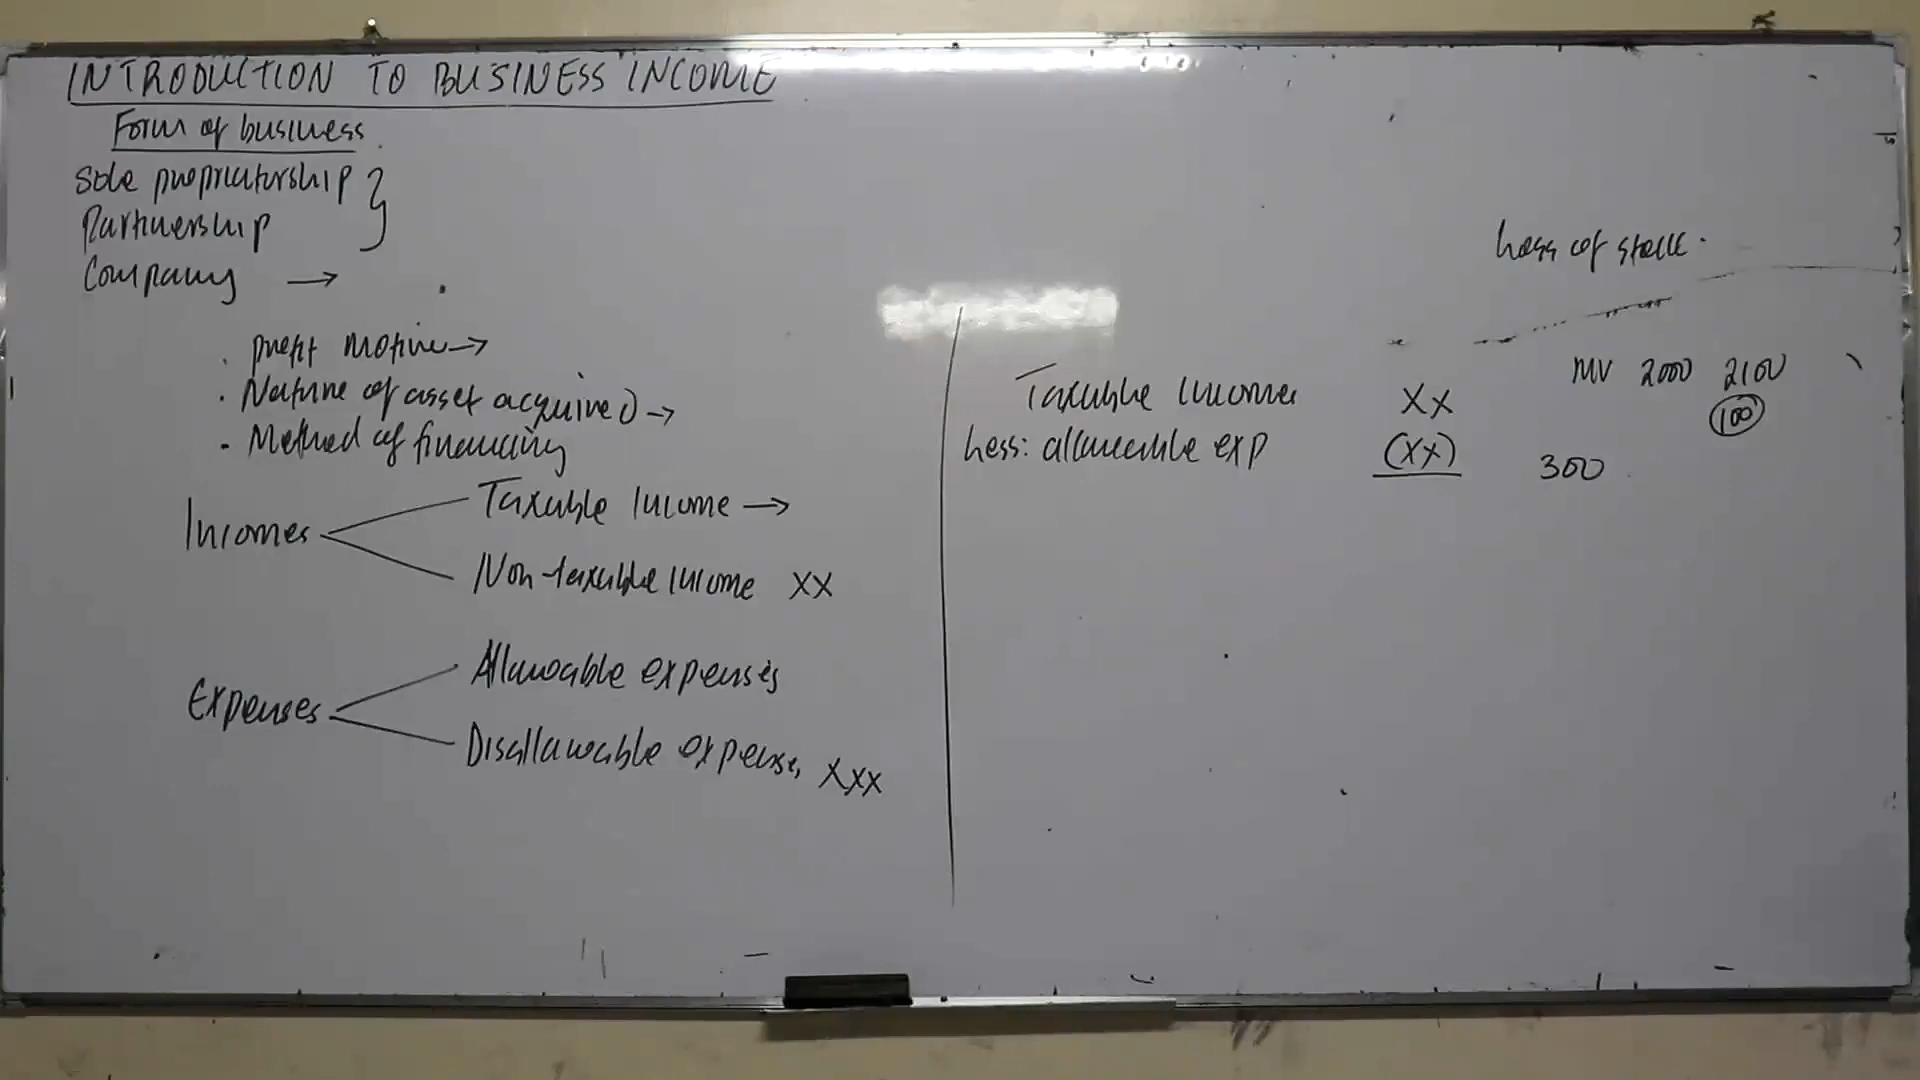 INTRODUCTION TO BUSINESS INCOME
Form of business
Sole proprietorship
Partnership
Company →
. profit motive →
. Nature of asset acquired →
- Method of financing
Incomes
Taxable Income →
Non-taxable income XX
Expenses
Allowable expenses
Disallowable expenses XXX
Loss of stock.
MV 2000 2100
100
Taxable Income XX
Less: allowable exp (XX)
300